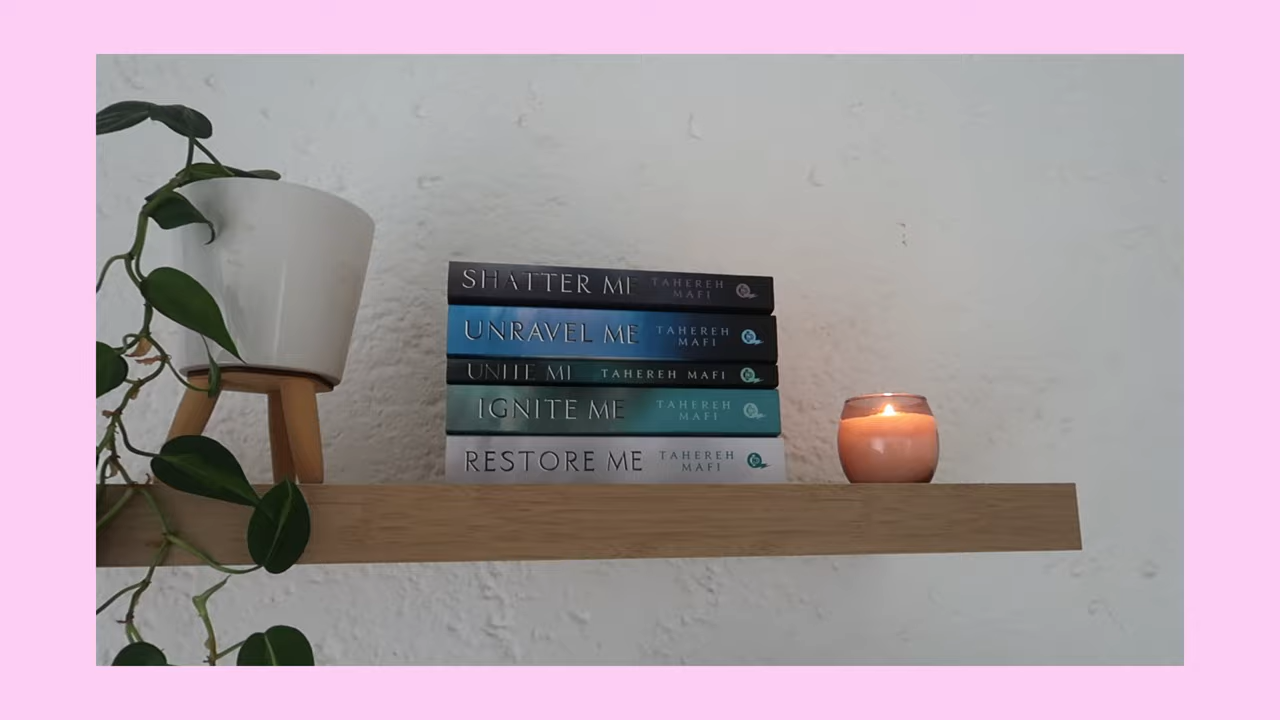 SHATTER ME TAHEREH
MAFI
UNRAVEL ME TAHEREH
MAFI
UNITE ME TAHEREH MAFI
IGNITE ME TAHEREH
MAFI
RESTORE ME TAHEREH
MAFI